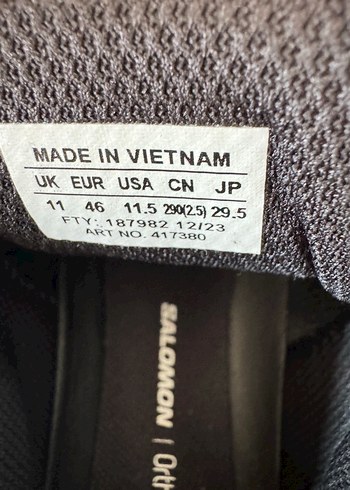 MADE IN VIETNAM
UK EUR USA CN JP
11 46 11.5 290(2.5) 29.5
FTY: 187982 12/23
ART NO. 417380
SALOMON | Orth